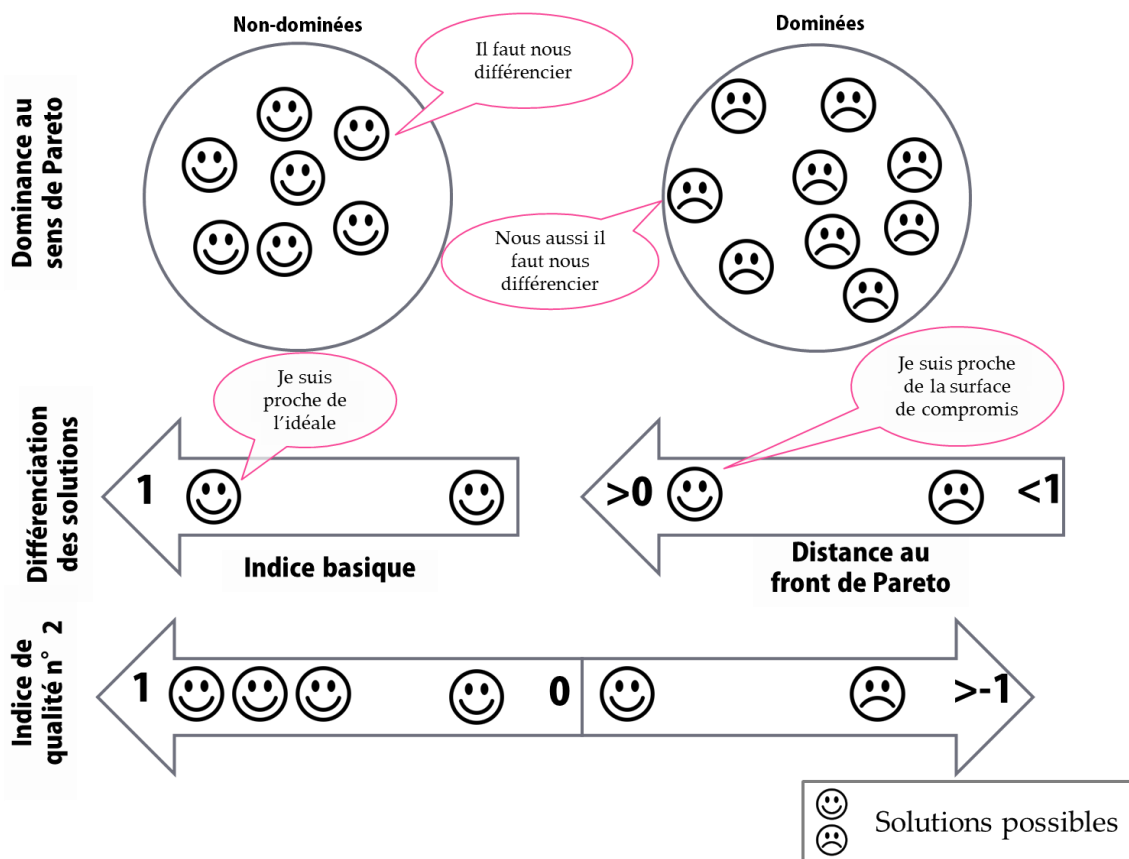 Non-dominées
Dominées
Dominance au
sens de Pareto
Il faut nous
différencier
Nous aussi il
faut nous
différencier
Différenciation
des solutions
Je suis
proche de
l'idéale
Je suis proche
de la surface
de compromis
1
>0
<1
Indice basique
Distance au
front de Pareto
Indice de
qualité n° 2
1
0
>-1
Solutions possibles